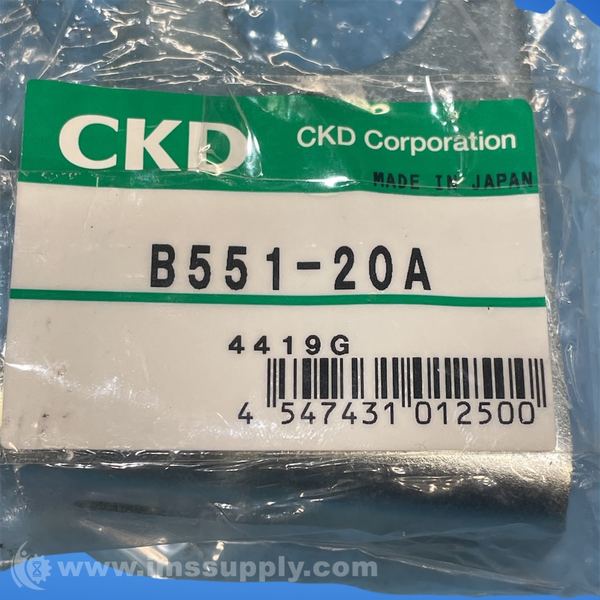 CKD
CKD Corporation
MADE IN JAPAN
B551-20A
4419G
4 547431 012500
www.imssupply.com